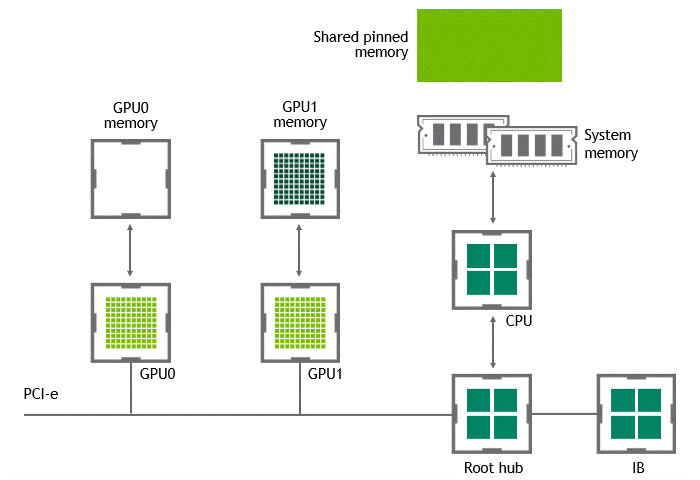 Shared pinned
memory
GPU0
memory
GPU1
memory
System
memory
CPU
GPU0
GPU1
PCI-e
Root hub
IB